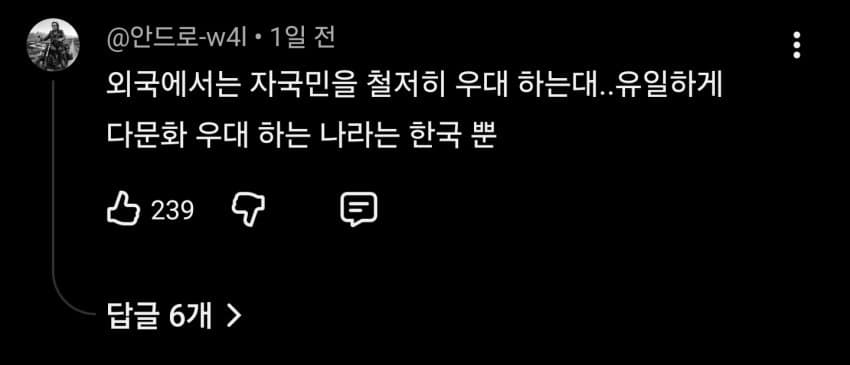 @안드로-w4l • 1일 전
외국에서는 자국민을 철저히 우대 하는대..유일하게
다문화 우대 하는 나라는 한국 뿐
239
답글 6개